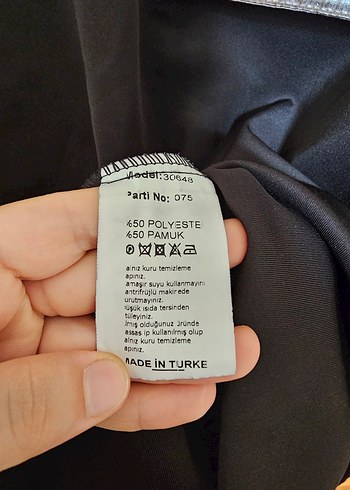 Model:30648
Parti No: 075
%50 POLYESTE
%50 PAMUK
alnız kuru temizleme
apınız.
amaşır suyu kullanmayını
antrifrüjlü makinede
urutmayınız.
üşük ısıda tersinden
tüleyiniz.
lmış olduğunuz üründe
assas ip kullanılmış olup
alnız kuru temizleme
apınız.
MADE IN TURKE